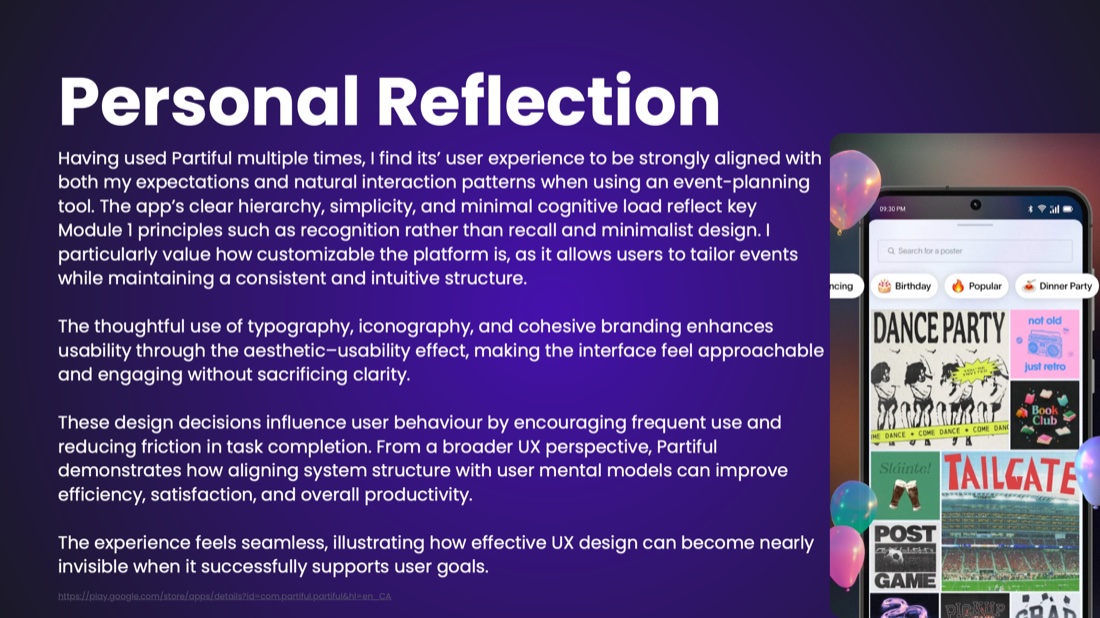 Personal Reflection
Having used Partiful multiple times, I find its’ user experience to be strongly aligned with
both my expectations and natural interaction patterns when using an event-planning
tool. The app’s clear hierarchy, simplicity, and minimal cognitive load reflect key
Module 1 principles such as recognition rather than recall and minimalist design. I
particularly value how customizable the platform is, as it allows users to tailor events
while maintaining a consistent and intuitive structure.
The thoughtful use of typography, iconography, and cohesive branding enhances
usability through the aesthetic–usability effect, making the interface feel approachable
and engaging without sacrificing clarity.
These design decisions influence user behaviour by encouraging frequent use and
reducing friction in task completion. From a broader UX perspective, Partiful
demonstrates how aligning system structure with user mental models can improve
efficiency, satisfaction, and overall productivity.
The experience feels seamless, illustrating how effective UX design can become nearly
invisible when it successfully supports user goals.
https://play.google.com/store/apps/details?id=com.partiful.partiful&hl=en_CA
09:30 PM
Search for a poster
ncing
Birthday
Popular
Dinner Party
DANCE PARTY
COME DANCE • COME DANCE
not old
just retro
Book
Club
Sláinte!
TAILGATE
POST
GAME
PICKUP
GRAD